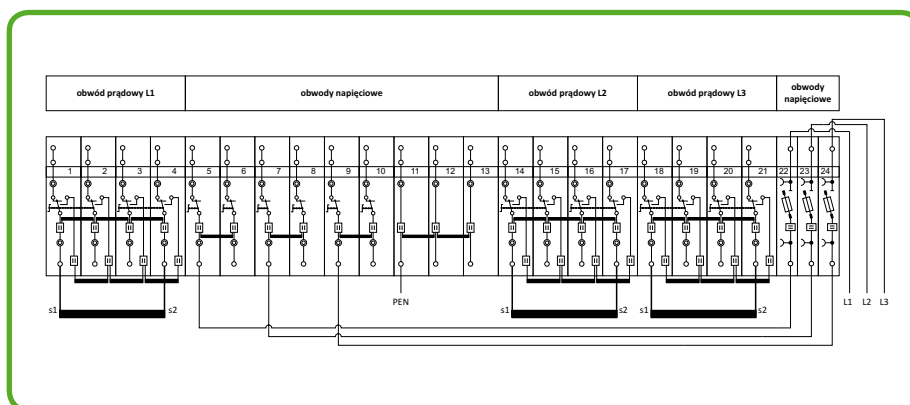 obwód prądowy L1 obwody napięciowe obwód prądowy L2 obwód prądowy L3 obwody
napięciowe
1 2 3 4 5 6 7 8 9 10 11 12 13 14 15 16 17 18 19 20 21 22 23 24
PEN L1 L2 L3
s1 s2 s1 s2 s1 s2